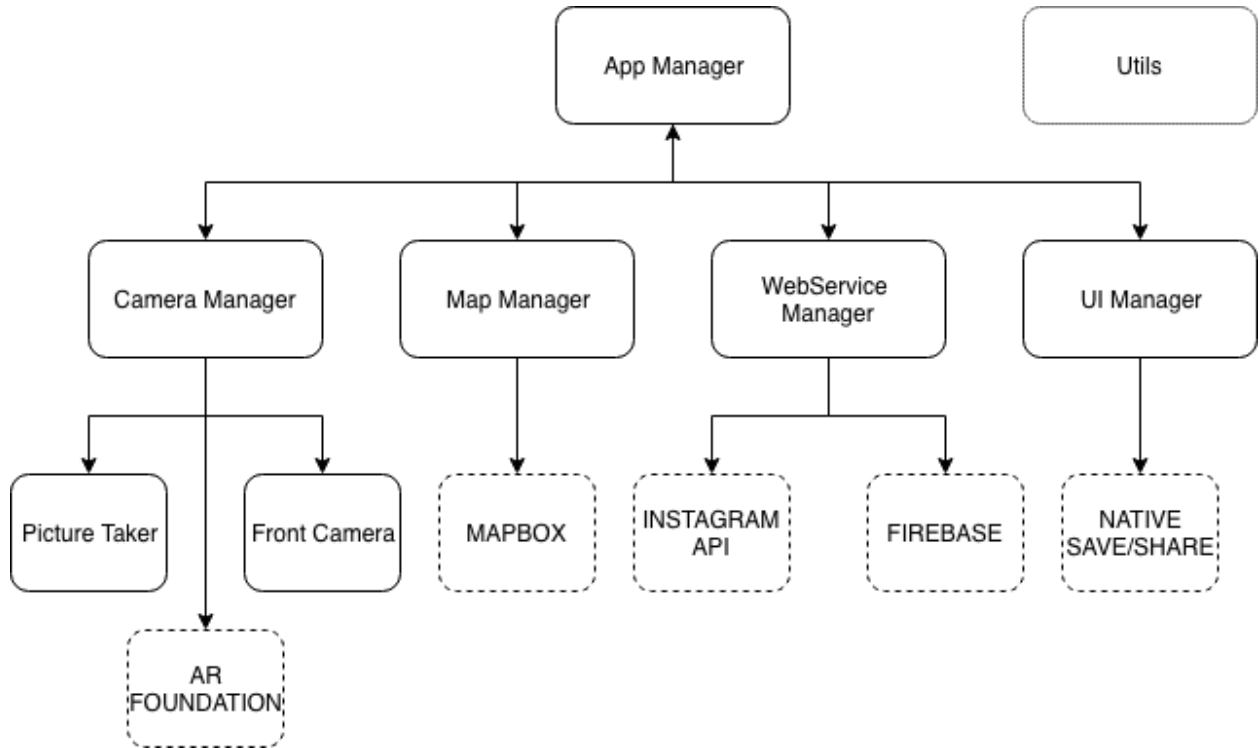 App Manager
Utils
Camera Manager
Map Manager
WebService
Manager
UI Manager
Picture Taker
Front Camera
MAPBOX
INSTAGRAM
API
FIREBASE
NATIVE
SAVE/SHARE
AR
FOUNDATION